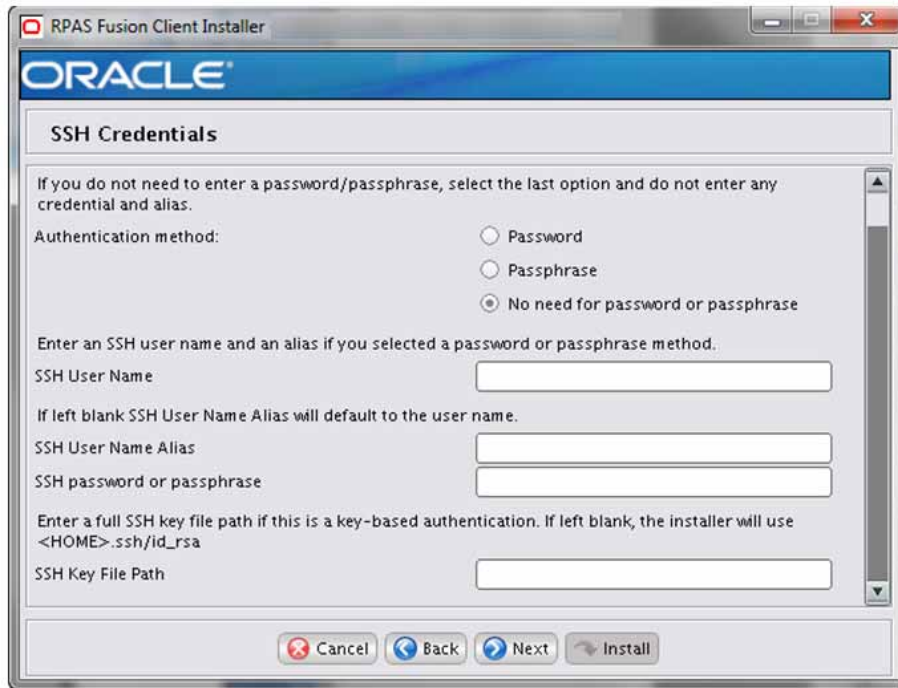 RPAS Fusion Client Installer
ORACLE
SSH Credentials
If you do not need to enter a password/passphrase, select the last option and do not enter any
credential and alias.
Authentication method:
Password
Passphrase
No need for password or passphrase
Enter an SSH user name and an alias if you selected a password or passphrase method.
SSH User Name
If left blank SSH User Name Alias will default to the user name.
SSH User Name Alias
SSH password or passphrase
Enter a full SSH key file path if this is a key-based authentication. If left blank, the installer will use
<HOME>.ssh/id_rsa
SSH Key File Path
Cancel
Back
Next
Install